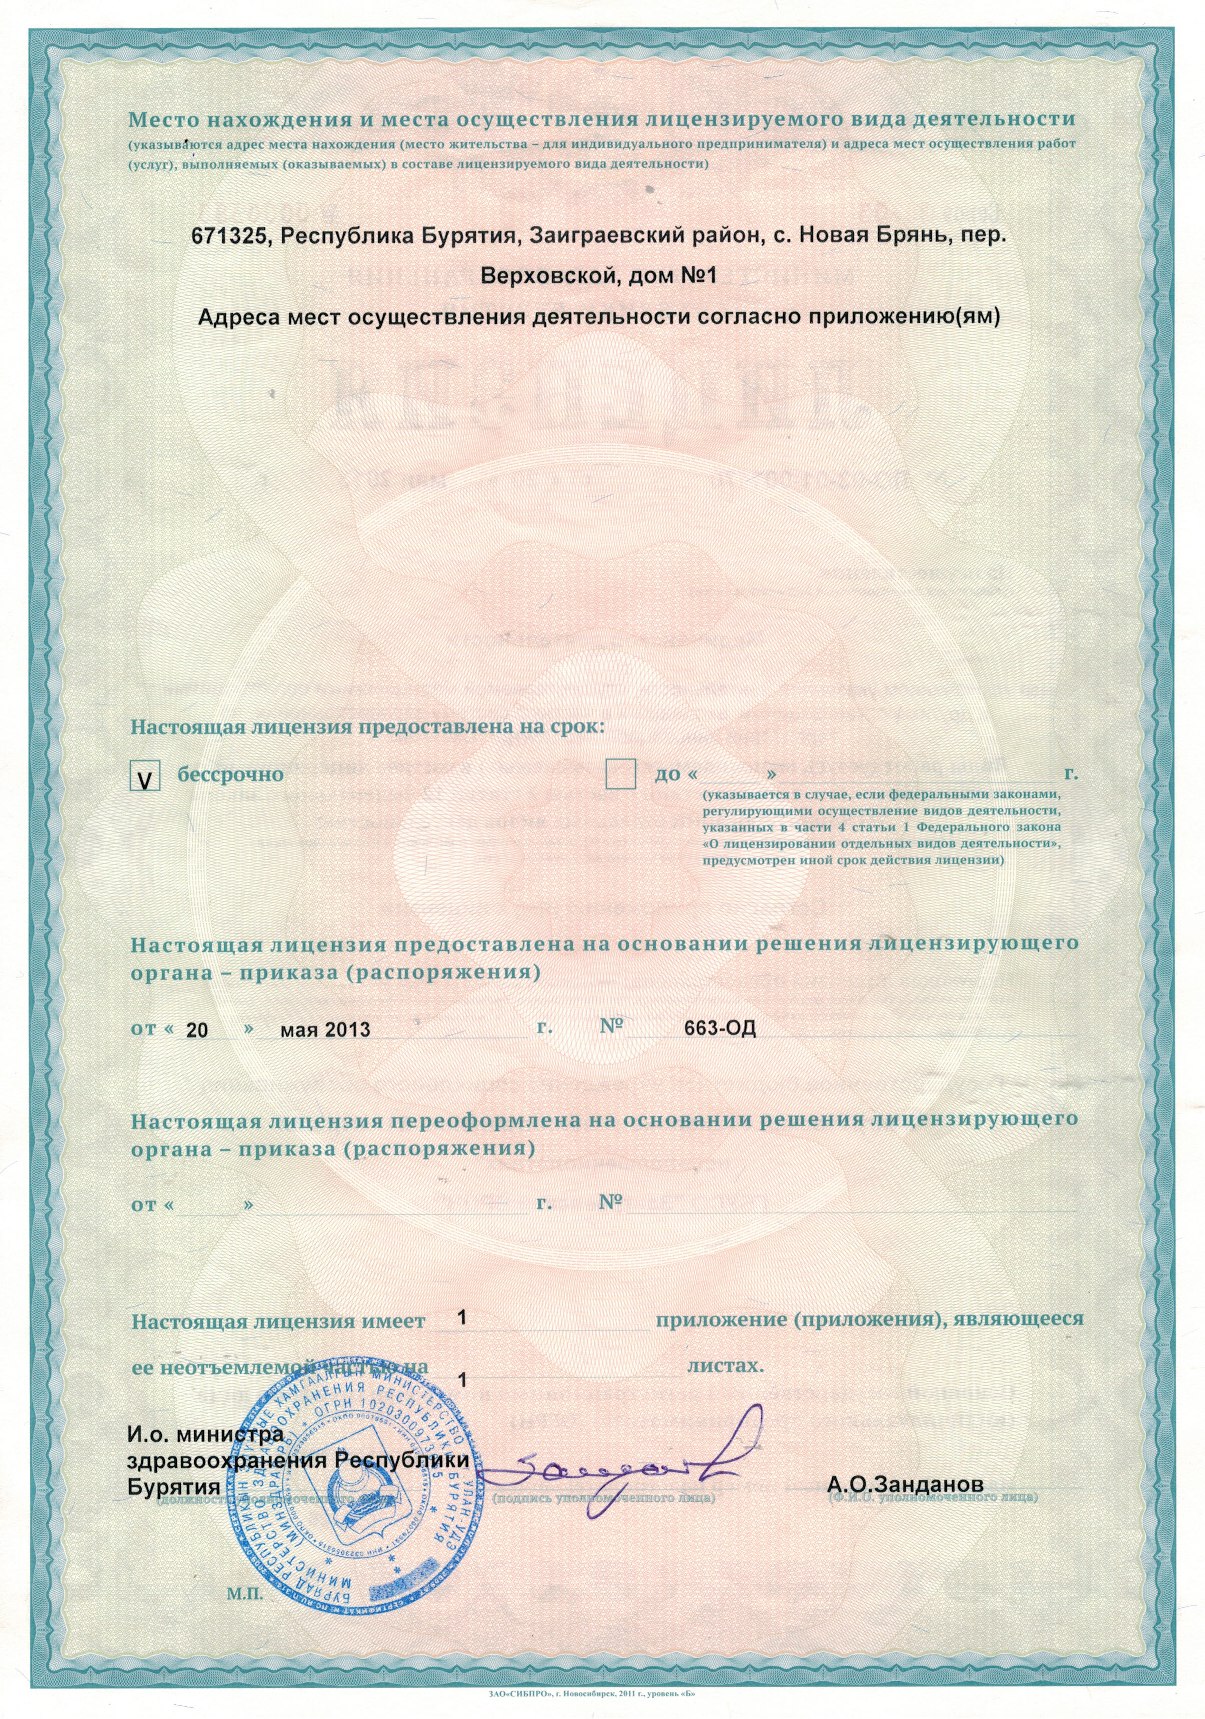 Место нахождения и места осуществления лицензируемого вида деятельности
(указываются адрес места нахождения (место жительства – для индивидуального предпринимателя) и адреса мест осуществления работ
(услуг), выполняемых (оказываемых) в составе лицензируемого вида деятельности)
671325, Республика Бурятия, Заиграевский район, с. Новая Брянь, пер.
Верховской, дом №1
Адреса мест осуществления деятельности согласно приложению(ям)
Настоящая лицензия предоставлена на срок:
V бессрочно до « » г.
(указывается в случае, если федеральными законами,
регулирующими осуществление видов деятельности,
указанных в части 4 статьи 1 Федерального закона
«О лицензировании отдельных видов деятельности»,
предусмотрен иной срок действия лицензии)
Настоящая лицензия предоставлена на основании решения лицензирующего
органа – приказа (распоряжения)
от « 20 » мая 2013 г. № 663-ОД
Настоящая лицензия переоформлена на основании решения лицензирующего
органа – приказа (распоряжения)
от « » г. №
Настоящая лицензия имеет 1 приложение (приложения), являющееся
ее неотъемлемой частью на 1 листах.
И.о. министра
здравоохранения Республики
Бурятия А.О.Занданов
(должность уполномоченного лица) (подпись уполномоченного лица) (Ф.И.О. уполномоченного лица)
МИНИСТЕРСТВО ЗДРАВООХРАНЕНИЯ РЕСПУБЛИКИ БУРЯТИЯ
(МИНЗДРАВ РБ) * ОГРН
М.П.
ЗАО«СИБПРО», г. Новосибирск, 2011 г., уровень «Б»